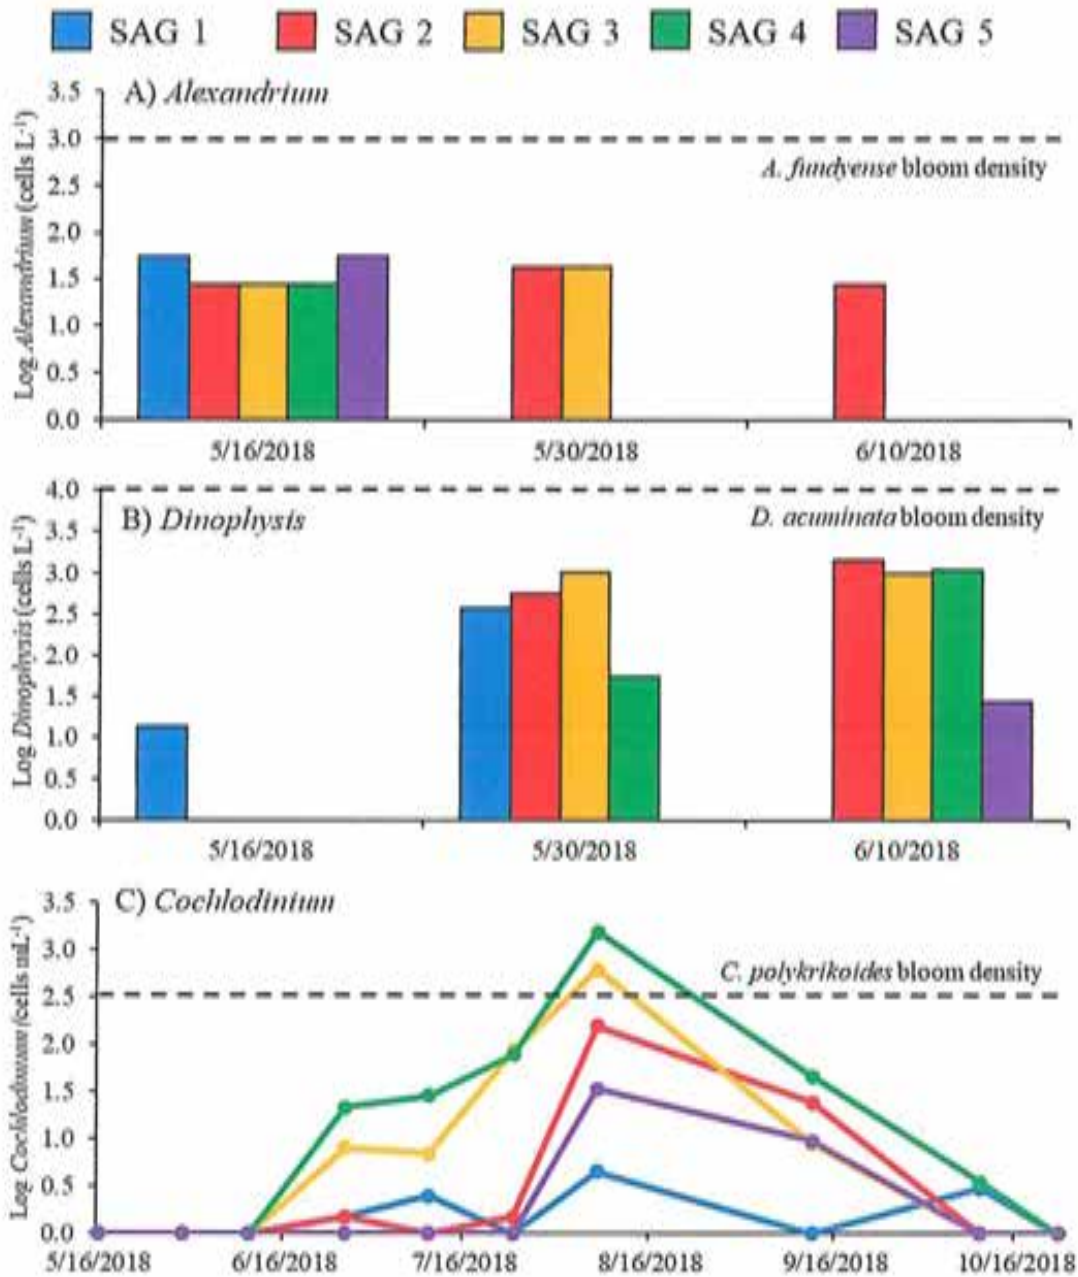 SAG 1 SAG 2 SAG 3 SAG 4 SAG 5
A) Alexandrium
Log Alexandrium (cells L-1)
3.5
3.0
2.5
2.0
1.5
1.0
0.5
0.0
A. fundyense bloom density
5/16/2018 5/30/2018 6/10/2018
B) Dinophysis
Log Dinophysis (cells L-1)
4.0
3.5
3.0
2.5
2.0
1.5
1.0
0.5
0.0
D. acuminata bloom density
5/16/2018 5/30/2018 6/10/2018
C) Cochlodinium
Log Cochlodinium (cells mL-1)
3.5
3.0
2.5
2.0
1.5
1.0
0.5
0.0
C. polykrikoides bloom density
5/16/2018 6/16/2018 7/16/2018 8/16/2018 9/16/2018 10/16/2018